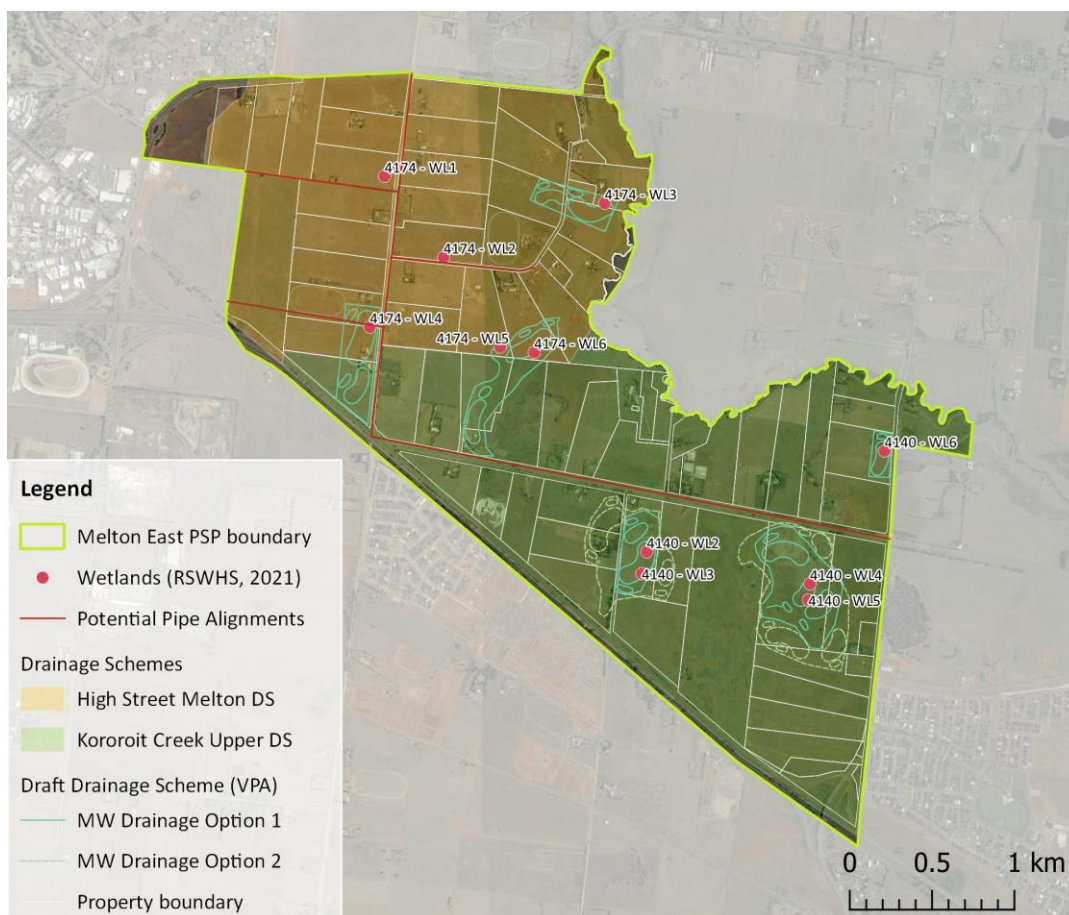 4174 - WL1
4174 - WL3
4174 - WL2
4174 - WL4
4174 - WL5
4174 - WL6
4140 - WL6
4140 - WL2
4140 - WL3
4140 - WL4
4140 - WL5
Legend
Melton East PSP boundary
Wetlands (RSWHS, 2021)
Potential Pipe Alignments
Drainage Schemes
High Street Melton DS
Kororoit Creek Upper DS
Draft Drainage Scheme (VPA)
MW Drainage Option 1
MW Drainage Option 2
Property boundary
0 0.5 1 km